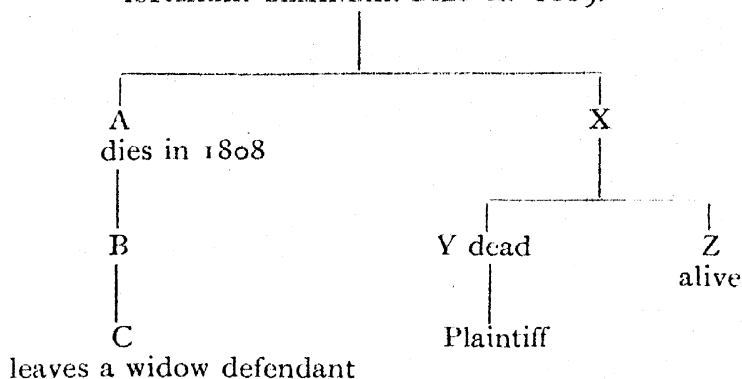 A X
dies in 1808
B Y dead Z
alive
C Plaintiff
leaves a widow defendant